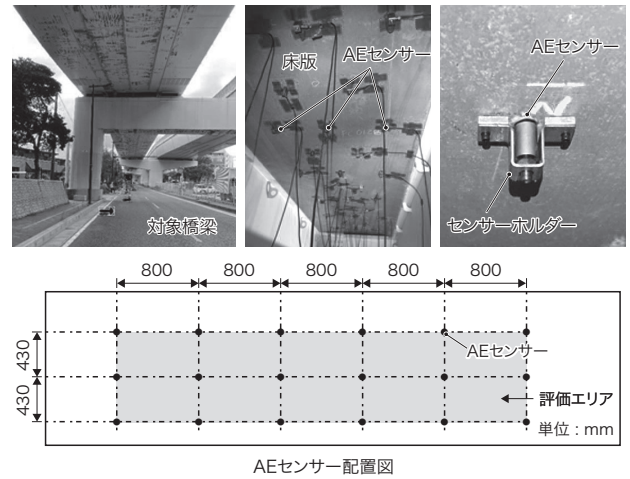 対象橋梁
床版
AEセンサー
AEセンサー
センサーホルダー
800
800
800
800
800
430
430
AEセンサー
評価エリア
単位 : mm
AEセンサー配置図